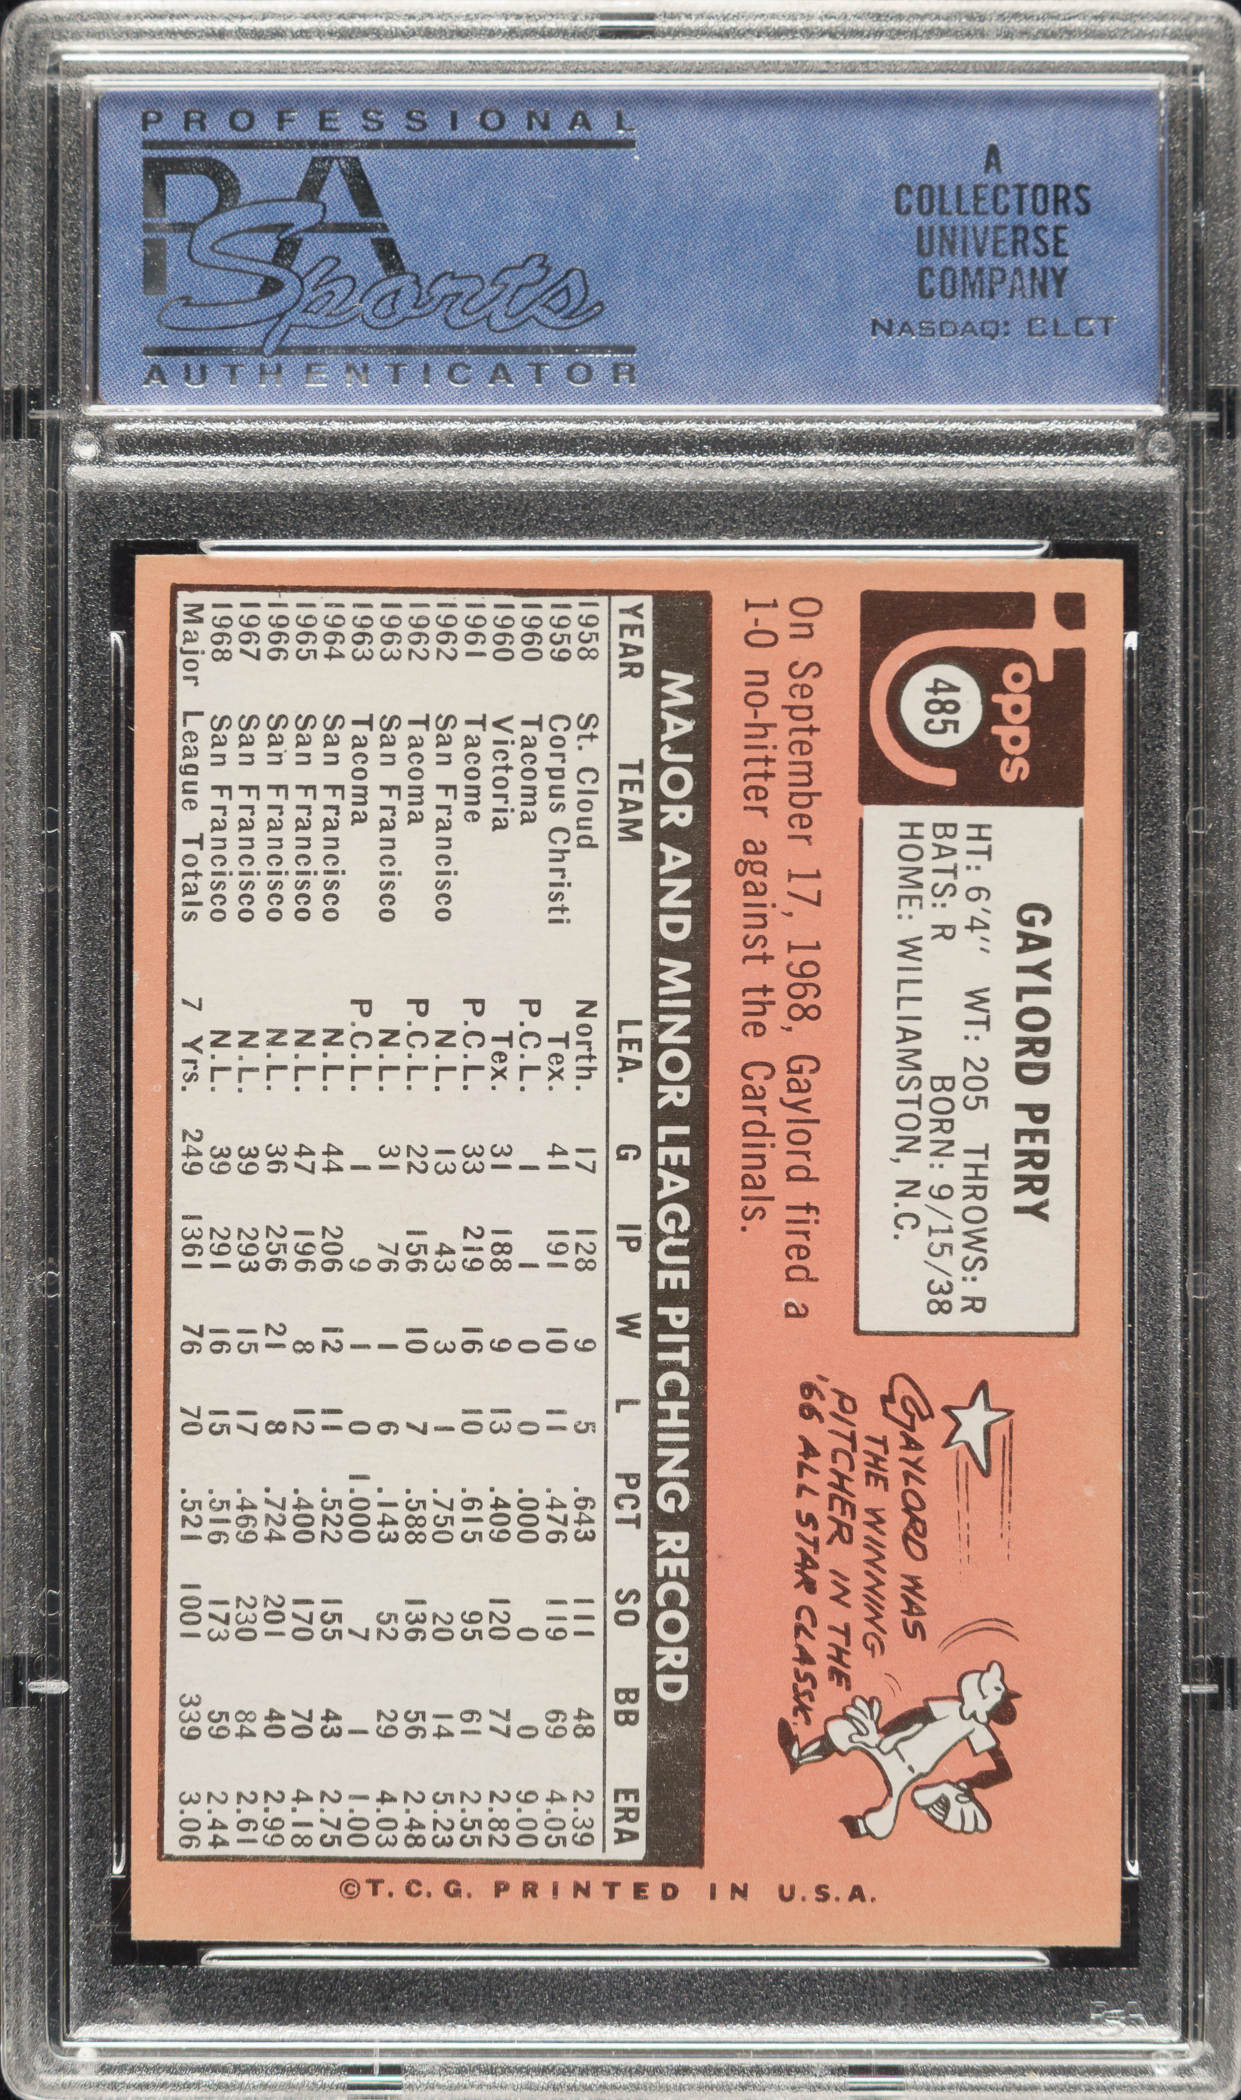 PROFESSIONAL
PSA
Sports
AUTHENTICATOR
A
COLLECTORS
UNIVERSE
COMPANY
NASDAQ: CLCT
Topps
485
GAYLORD PERRY
HT: 6'4" WT: 205 THROWS: R
BATS: R BORN: 9/15/38
HOME: WILLIAMSTON, N.C.
On September 17, 1968, Gaylord fired a
1-0 no-hitter against the Cardinals.
GAYLORD WAS
THE WINNING
PITCHER IN THE
'66 ALL STAR CLASSIC.
MAJOR AND MINOR LEAGUE PITCHING RECORD
YEAR TEAM LEA. G IP W L PCT SO BB ERA
1958 St. Cloud North. 17 128 9 5 .643 111 48 2.39
1959 Corpus Christi Tex. 41 191 10 11 .476 119 69 4.05
1960 Tacoma P.C.L. 1 1 0 0 .000 0 0 9.00
1960 Victoria Tex. 31 188 9 13 .409 120 77 2.82
1961 Tacome P.C.L. 33 219 16 10 .615 95 61 2.55
1962 San Francisco N.L. 13 43 3 1 .750 20 14 5.23
1962 Tacoma P.C.L. 22 156 10 7 .588 136 56 2.48
1963 San Francisco N.L. 31 76 1 6 .143 52 29 4.03
1963 Tacoma P.C.L. 1 9 1 0 1.000 7 1 1.00
1964 San Francisco N.L. 44 206 12 11 .522 155 43 2.75
1965 San Francisco N.L. 47 196 8 12 .400 170 70 4.18
1966 San Francisco N.L. 36 256 21 8 .724 201 40 2.99
1967 San Francisco N.L. 39 293 15 17 .469 230 84 2.61
1968 San Francisco N.L. 39 291 16 15 .516 173 59 2.44
Major League Totals 7 Yrs. 249 1361 76 70 .521 1001 339 3.06
©T.C.G. PRINTED IN U.S.A.
PSA